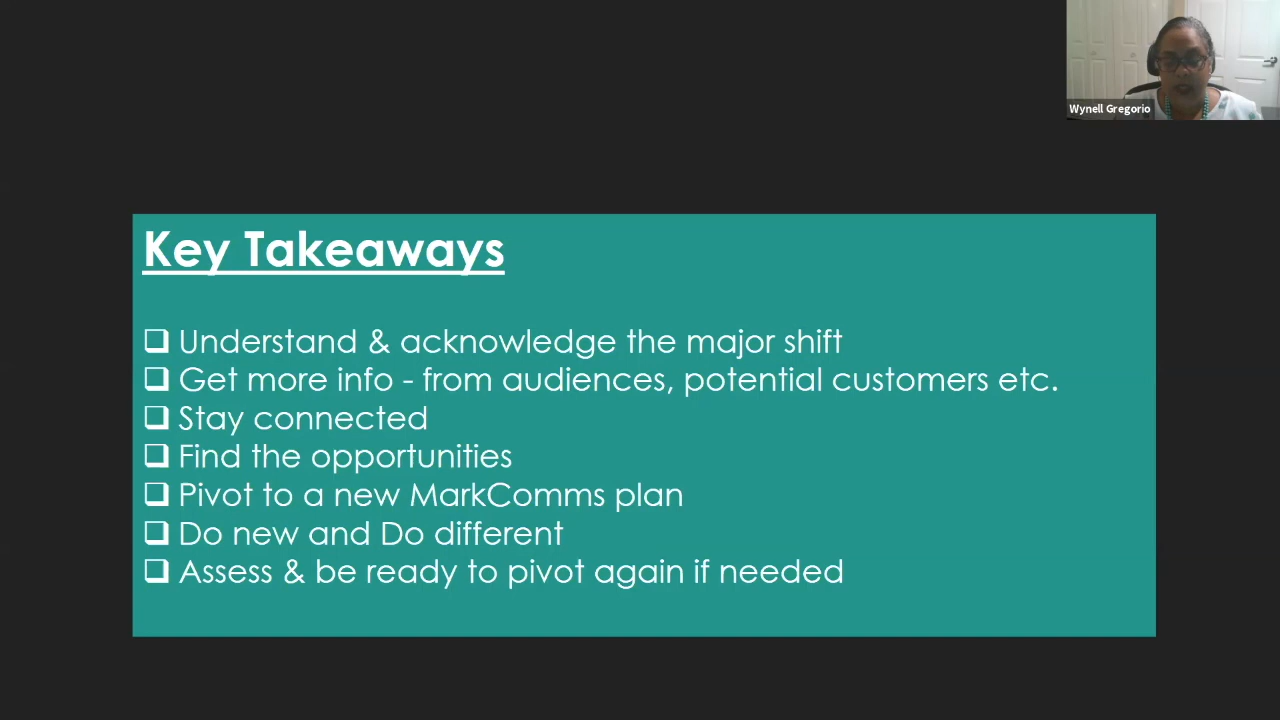 Wynell Gregorio
Key Takeaways
❑ Understand & acknowledge the major shift
❑ Get more info - from audiences, potential customers etc.
❑ Stay connected
❑ Find the opportunities
❑ Pivot to a new MarkComms plan
❑ Do new and Do different
❑ Assess & be ready to pivot again if needed